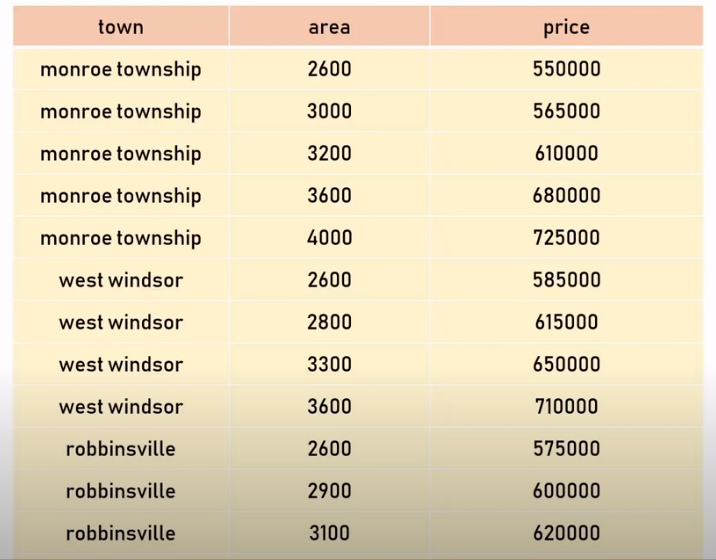 town area price
monroe township 2600 550000
monroe township 3000 565000
monroe township 3200 610000
monroe township 3600 680000
monroe township 4000 725000
west windsor 2600 585000
west windsor 2800 615000
west windsor 3300 650000
west windsor 3600 710000
robbinsville 2600 575000
robbinsville 2900 600000
robbinsville 3100 620000